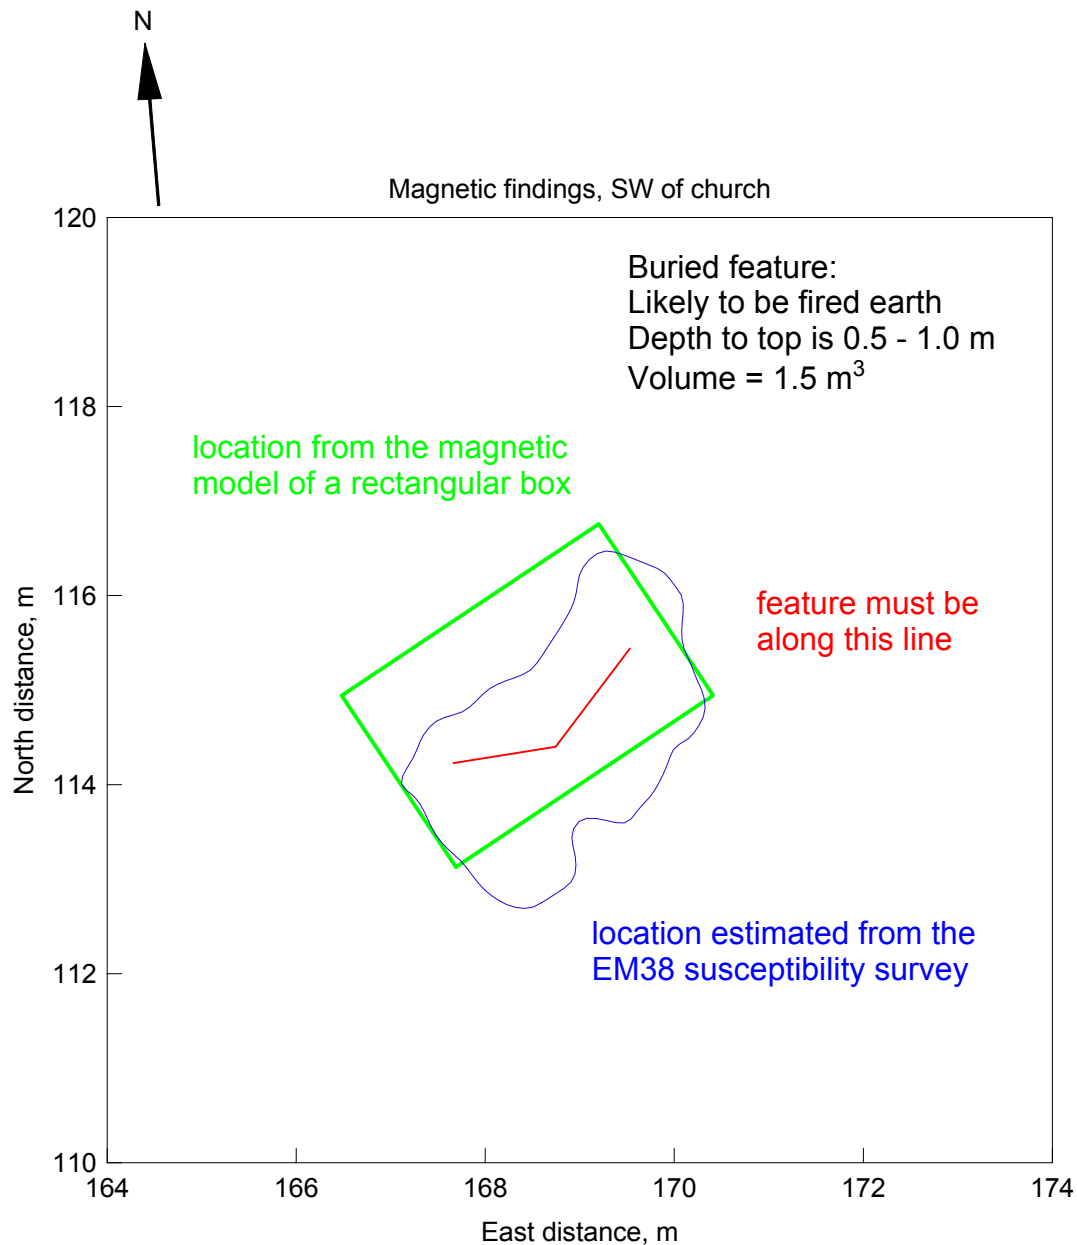 N
Magnetic findings, SW of church
120
Buried feature:
Likely to be fired earth
Depth to top is 0.5 - 1.0 m
Volume = 1.5 m³
118
location from the magnetic
model of a rectangular box
116
feature must be
along this line
North distance, m
114
location estimated from the
EM38 susceptibility survey
112
110
164
166
168
170
172
174
East distance, m